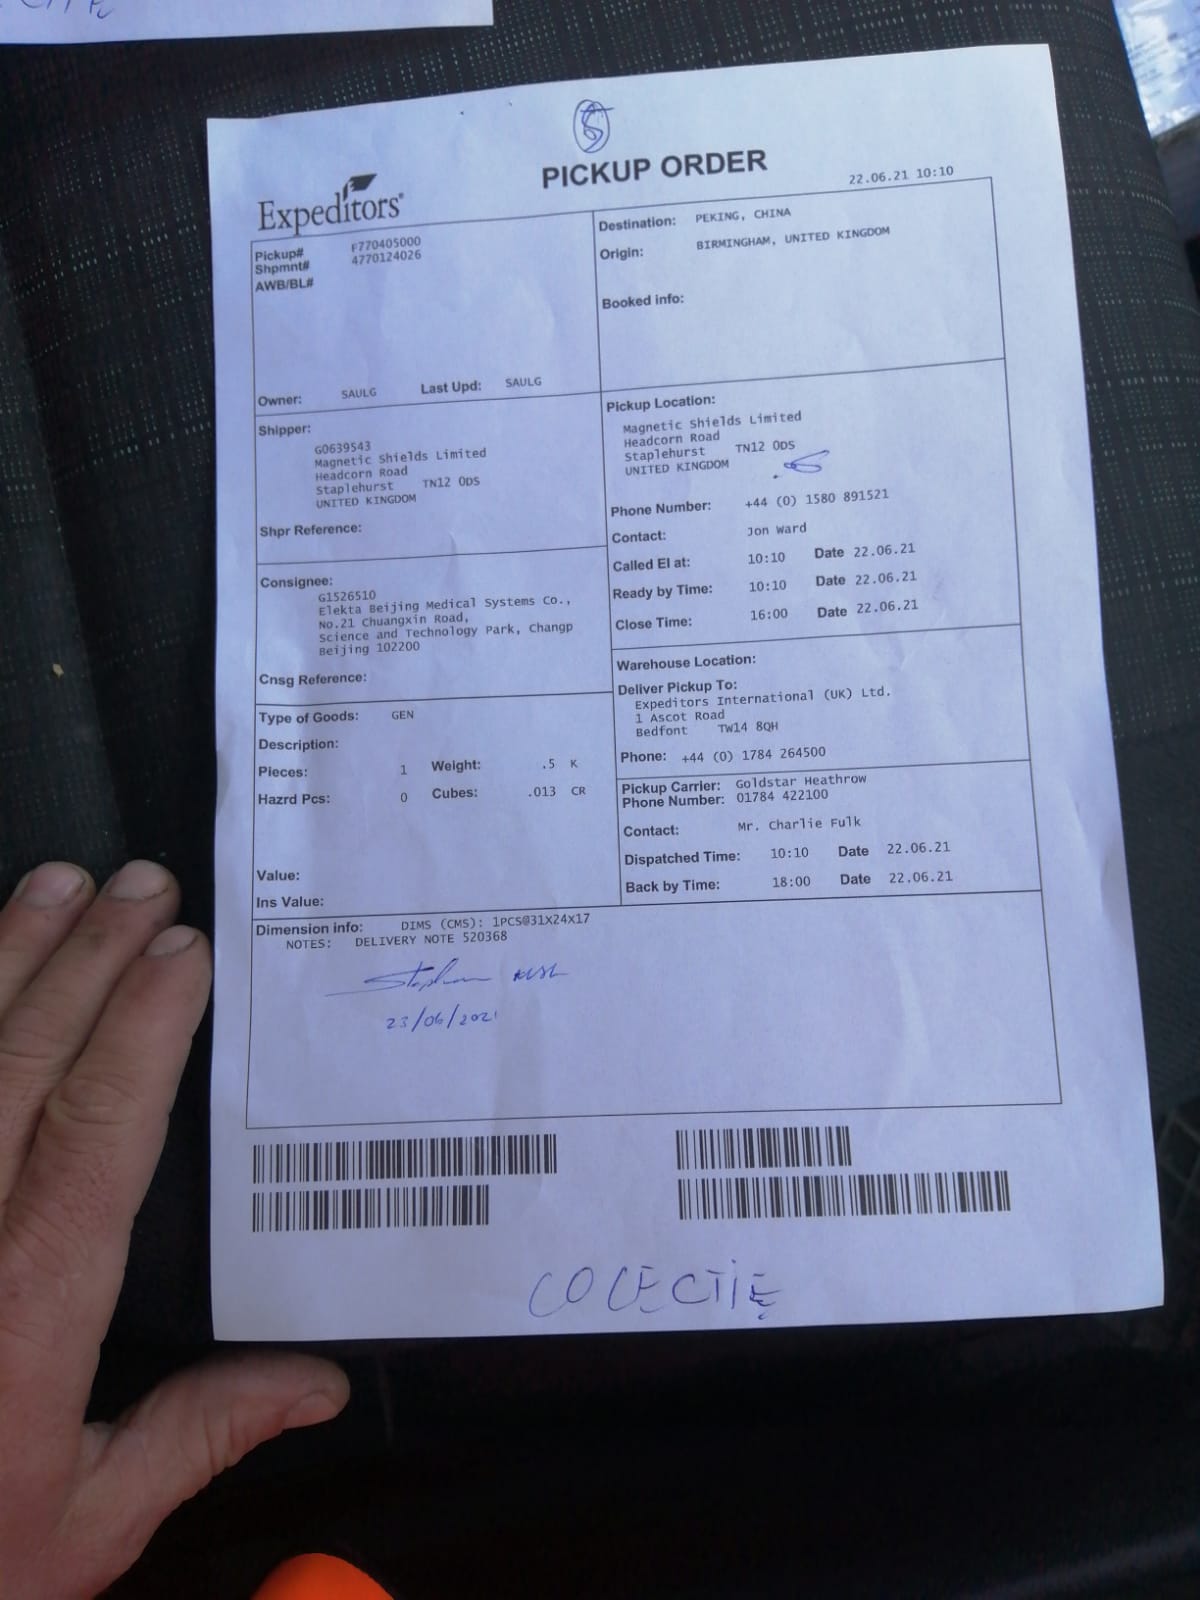 5
PICKUP ORDER
22.06.21 10:10
Expeditors
Pickup# F770405000
Shpmnt# 4770124026
AWB/BL#
Owner: SAULG Last Upd: SAULG
Destination: PEKING, CHINA
Origin: BIRMINGHAM, UNITED KINGDOM
Booked info:
Shipper:
G0639543
Magnetic Shields Limited
Headcorn Road
Staplehurst TN12 0DS
UNITED KINGDOM
Shpr Reference:
Pickup Location:
Magnetic Shields Limited
Headcorn Road
Staplehurst TN12 0DS
UNITED KINGDOM
Phone Number: +44 (0) 1580 891521
Contact: Jon Ward
Called EI at: 10:10 Date 22.06.21
Ready by Time: 10:10 Date 22.06.21
Close Time: 16:00 Date 22.06.21
Consignee:
G1526510
Elekta Beijing Medical Systems Co.,
No.21 Chuangxin Road,
Science and Technology Park, Changp
Beijing 102200
Cnsg Reference:
Warehouse Location:
Deliver Pickup To:
Expeditors International (UK) Ltd.
1 Ascot Road
Bedfont TW14 8QH
Phone: +44 (0) 1784 264500
Type of Goods: GEN
Description:
Pieces: 1 Weight: .5 K
Hazrd Pcs: 0 Cubes: .013 CR
Value:
Ins Value:
Pickup Carrier: Goldstar Heathrow
Phone Number: 01784 422100
Contact: Mr. Charlie Fulk
Dispatched Time: 10:10 Date 22.06.21
Back by Time: 18:00 Date 22.06.21
Dimension info: DIMS (CMS): 1PCS@31X24X17
NOTES: DELIVERY NOTE 520368
23/06/2021
COLECTIE